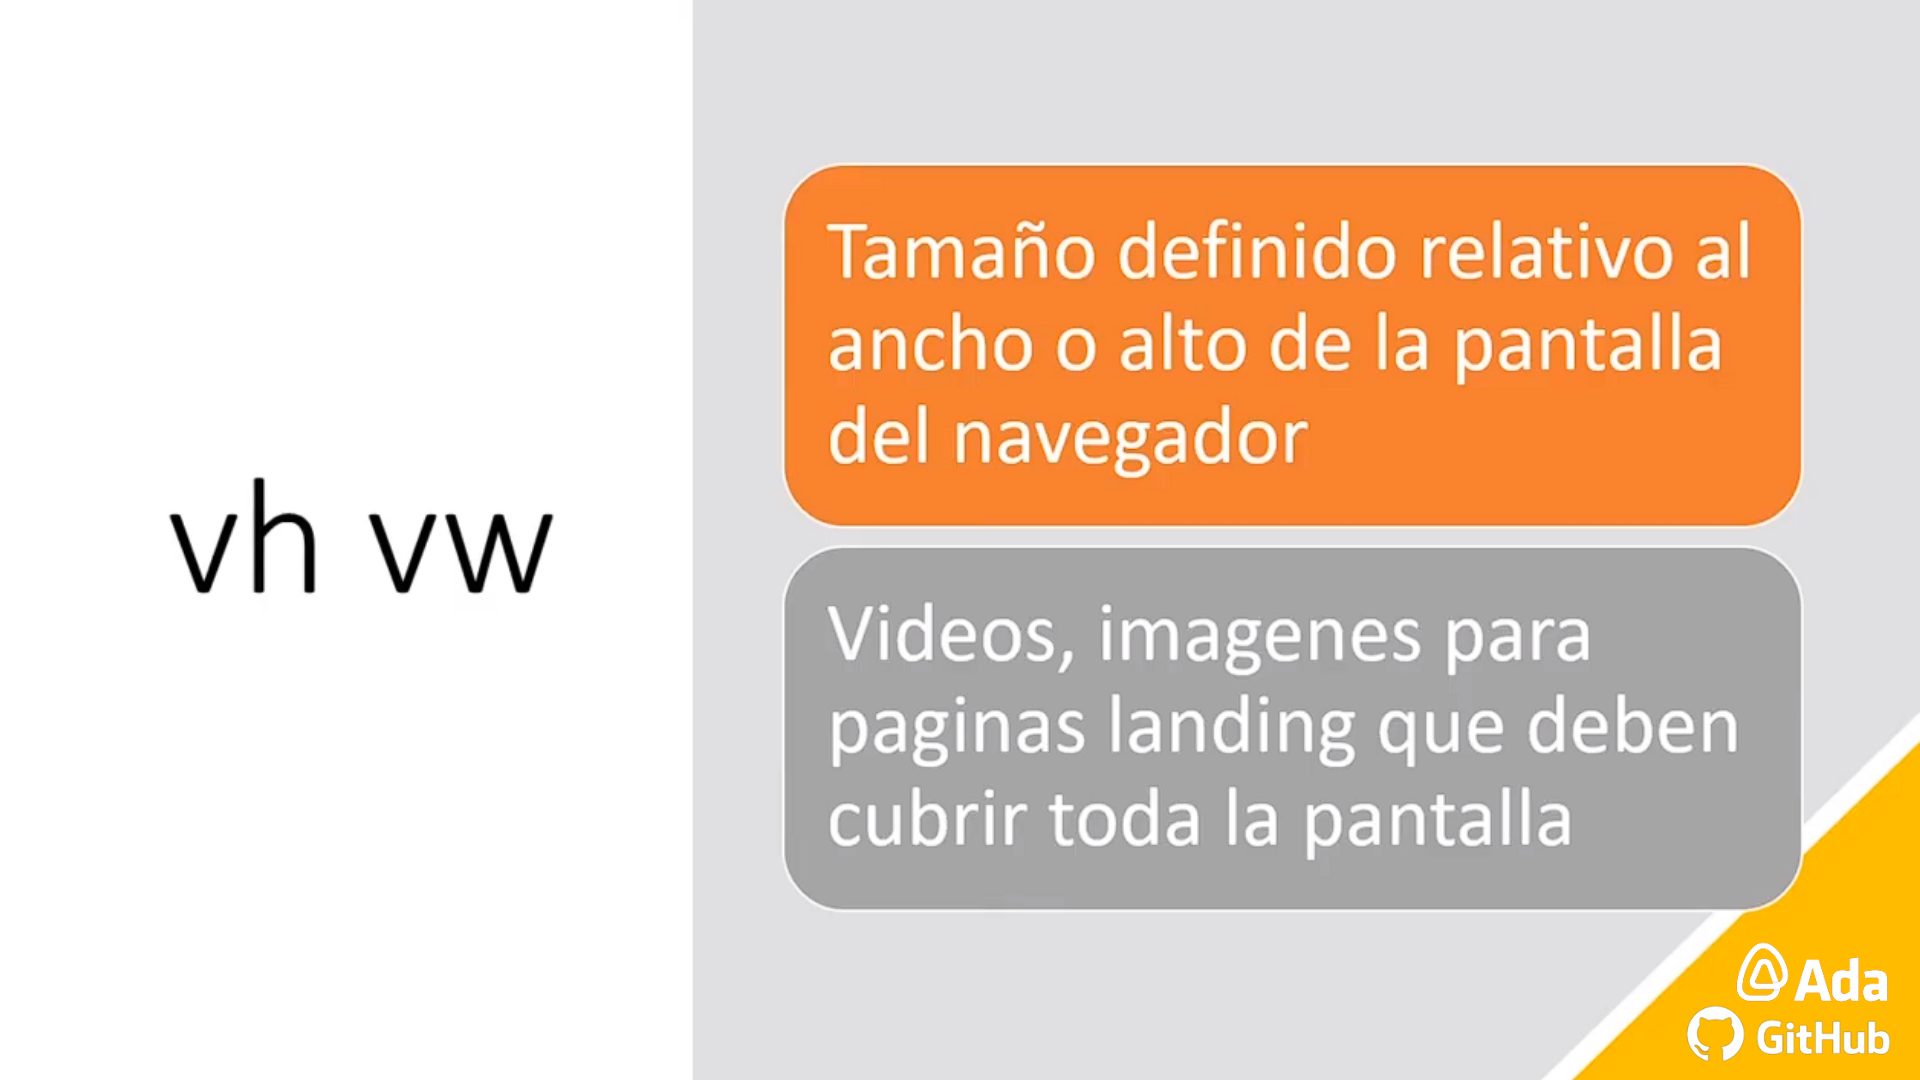 vh vw
Tamaño definido relativo al
ancho o alto de la pantalla
del navegador
Videos, imagenes para
paginas landing que deben
cubrir toda la pantalla
Ada
GitHub